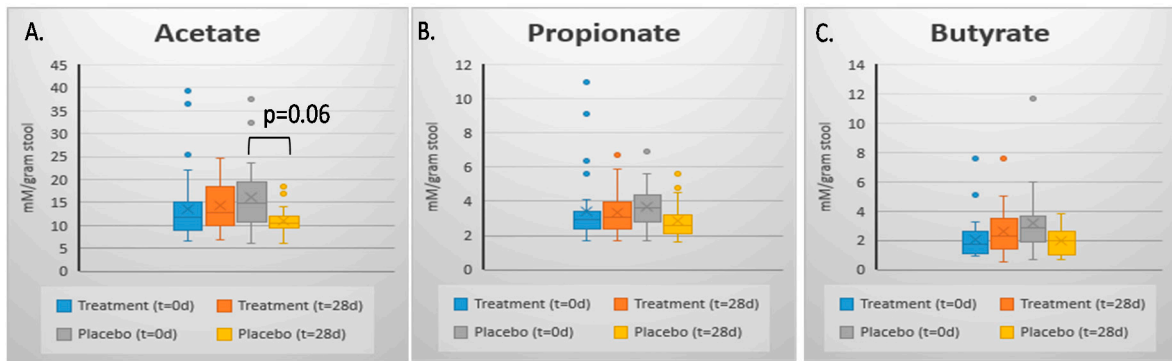 A.
Acetate
mM/gram stool
45
40
35
30
25
20
15
10
5
0
p=0.06
Treatment (t=0d)
Treatment (t=28d)
Placebo (t=0d)
Placebo (t=28d)
B.
Propionate
mM/gram stool
12
10
8
6
4
2
0
Treatment (t=0d)
Treatment (t=28d)
Placebo (t=0d)
Placebo (t=28d)
C.
Butyrate
mM/gram stool
14
12
10
8
6
4
2
0
Treatment (t=0d)
Treatment (t=28d)
Placebo (t=0d)
Placebo (t=28d)